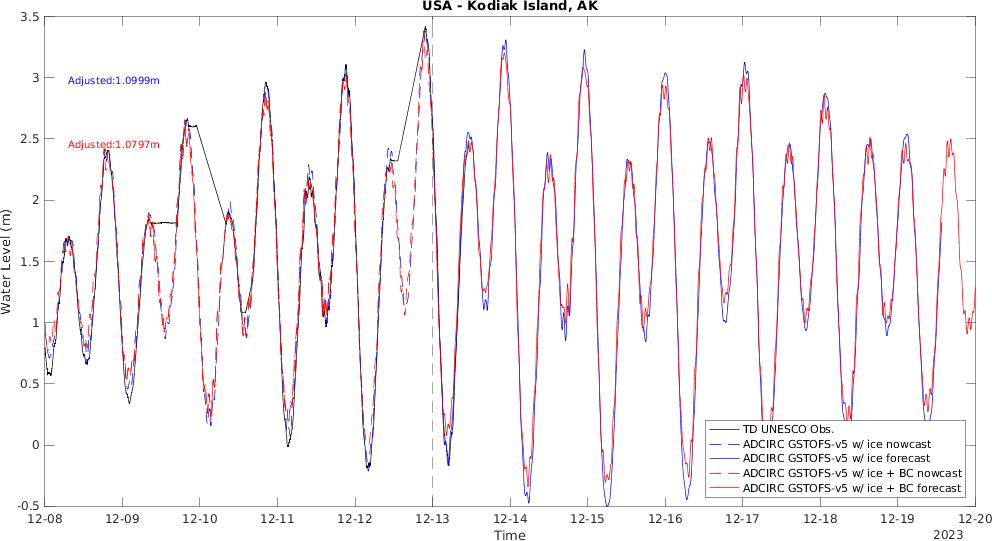 USA - Kodiak Island, AK
3.5
3
2.5
2
1.5
1
0.5
0
-0.5
Water Level (m)
Adjusted:1.0999m
Adjusted:1.0797m
TD UNESCO Obs.
ADCIRC GSTOFS-v5 w/ ice nowcast
ADCIRC GSTOFS-v5 w/ ice forecast
ADCIRC GSTOFS-v5 w/ ice + BC nowcast
ADCIRC GSTOFS-v5 w/ ice + BC forecast
12-08 12-09 12-10 12-11 12-12 12-13 12-14 12-15 12-16 12-17 12-18 12-19 12-20
Time
2023